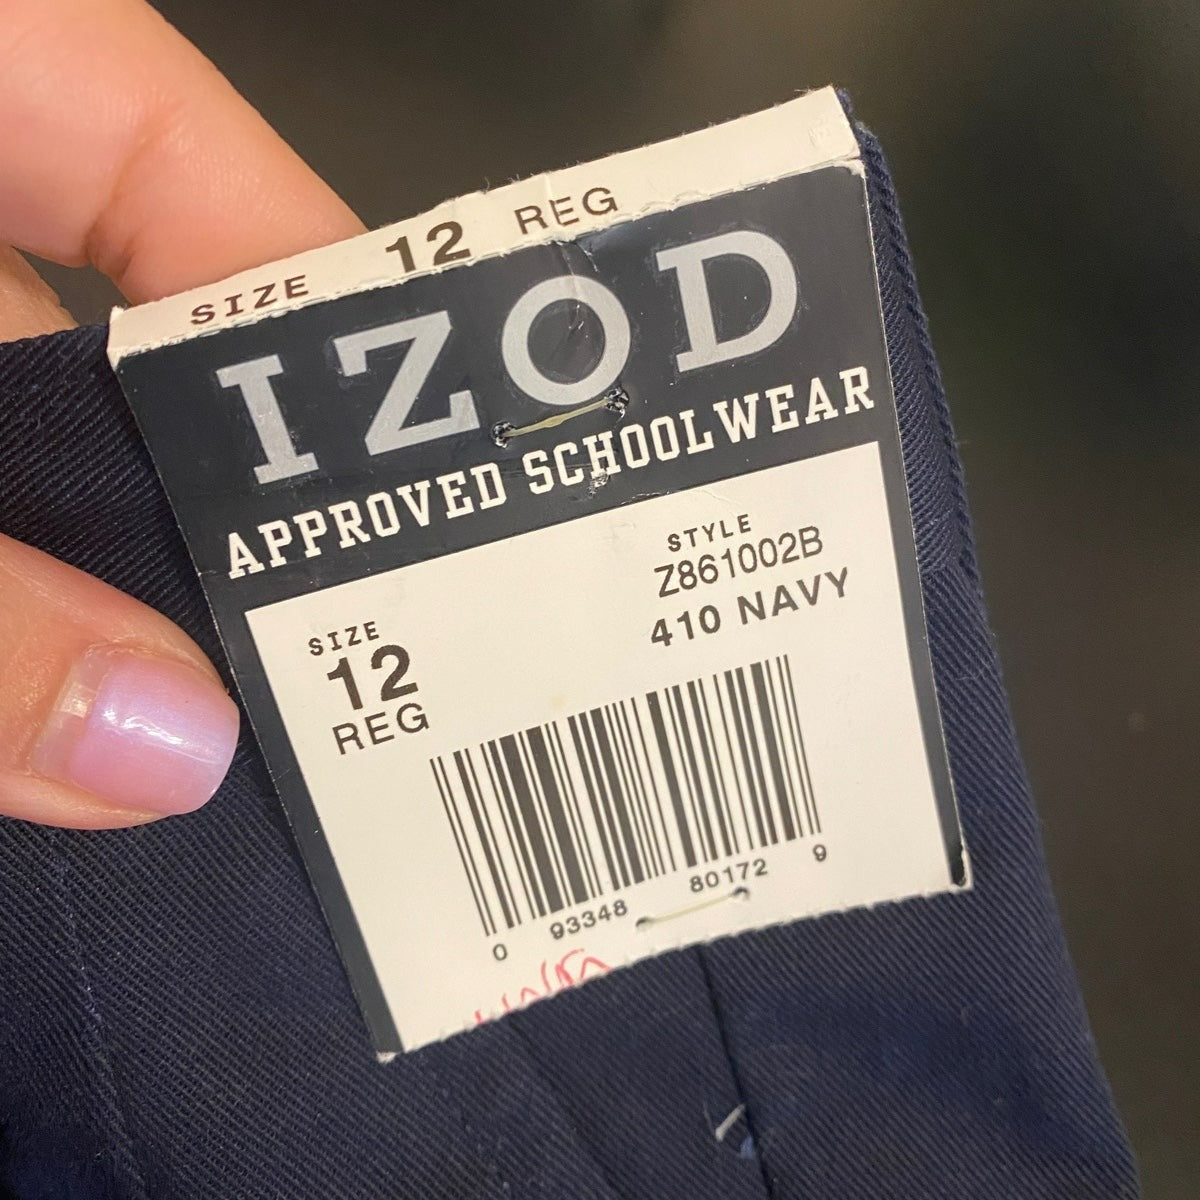 SIZE 12 REG
IZOD
APPROVED SCHOOLWEAR
STYLE
Z861002B
410 NAVY
SIZE
12
REG
0 93348 80172 9